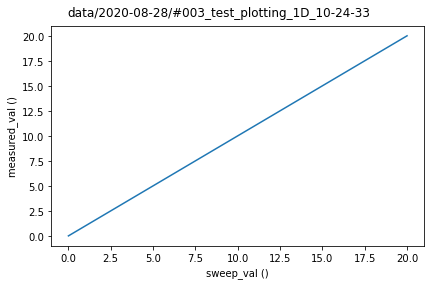 data/2020-08-28/#003_test_plotting_1D_10-24-33
20.0
17.5
15.0
12.5
10.0
7.5
5.0
2.5
0.0
measured_val ()
0.0 2.5 5.0 7.5 10.0 12.5 15.0 17.5 20.0
sweep_val ()